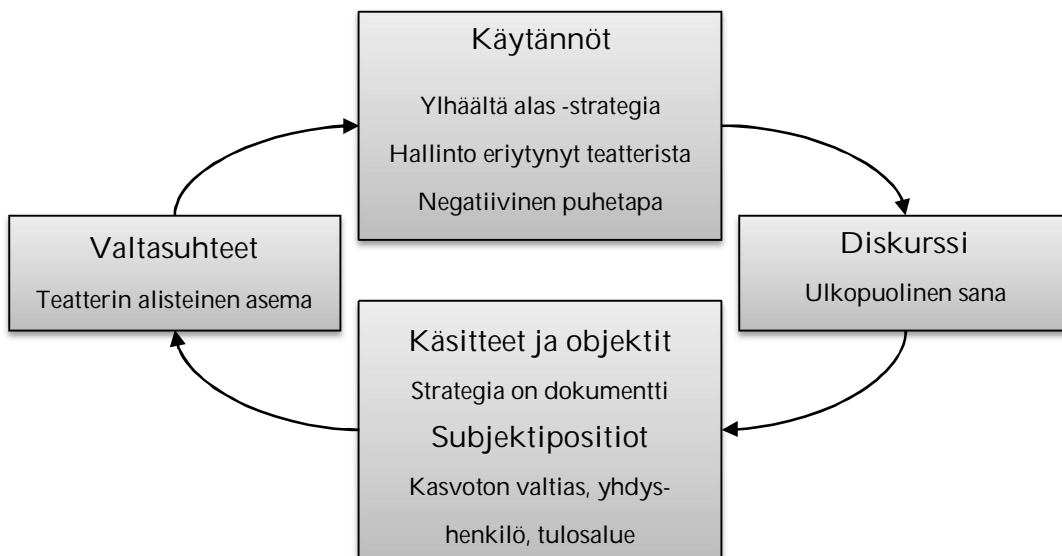 Käytännöt
Ylhäältä alas -strategia
Hallinto eriytynyt teatterista
Negatiivinen puhetapa
Valtasuhteet
Teatterin alisteinen asema
Diskurssi
Ulkopuolinen sana
Käsitteet ja objektit
Strategia on dokumentti
Subjektipositiot
Kasvoton valtias, yhdys-
henkilö, tulosalue